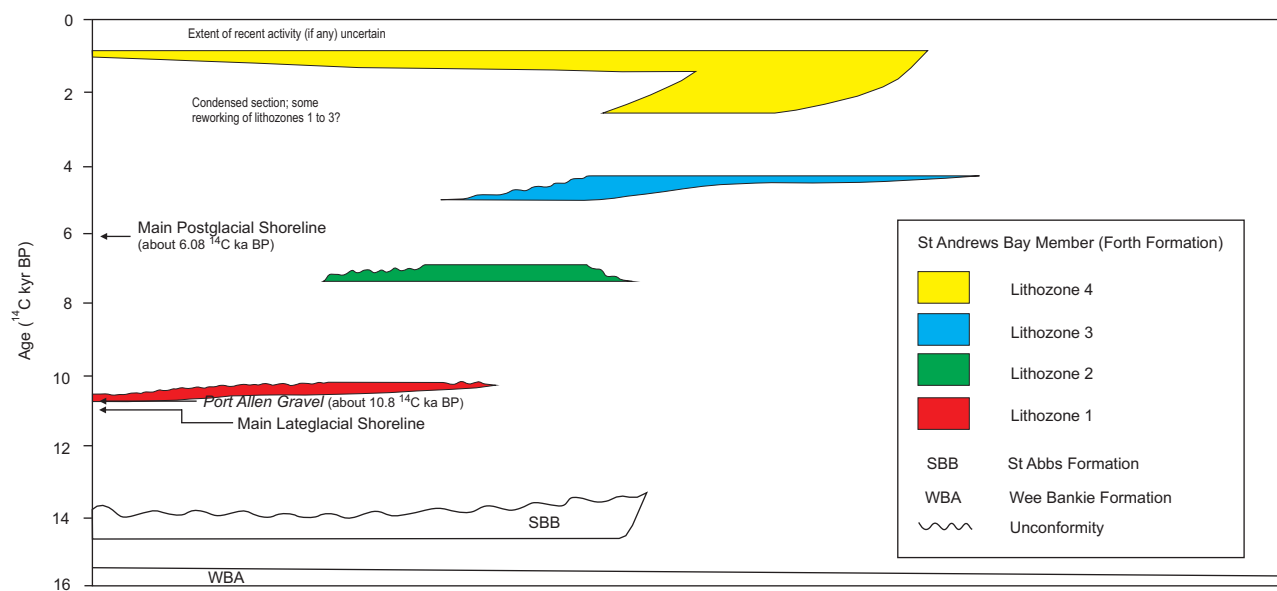 0
Extent of recent activity (if any) uncertain
2
Condensed section; some
reworking of lithozones 1 to 3?
4
Main Postglacial Shoreline
(about 6.08 ¹⁴C ka BP)
6
Age (¹⁴C kyr BP)
8
10
Port Allen Gravel (about 10.8 ¹⁴C ka BP)
Main Lateglacial Shoreline
12
14
SBB
WBA
16
St Andrews Bay Member (Forth Formation)
Lithozone 4
Lithozone 3
Lithozone 2
Lithozone 1
SBB St Abbs Formation
WBA Wee Bankie Formation
Unconformity